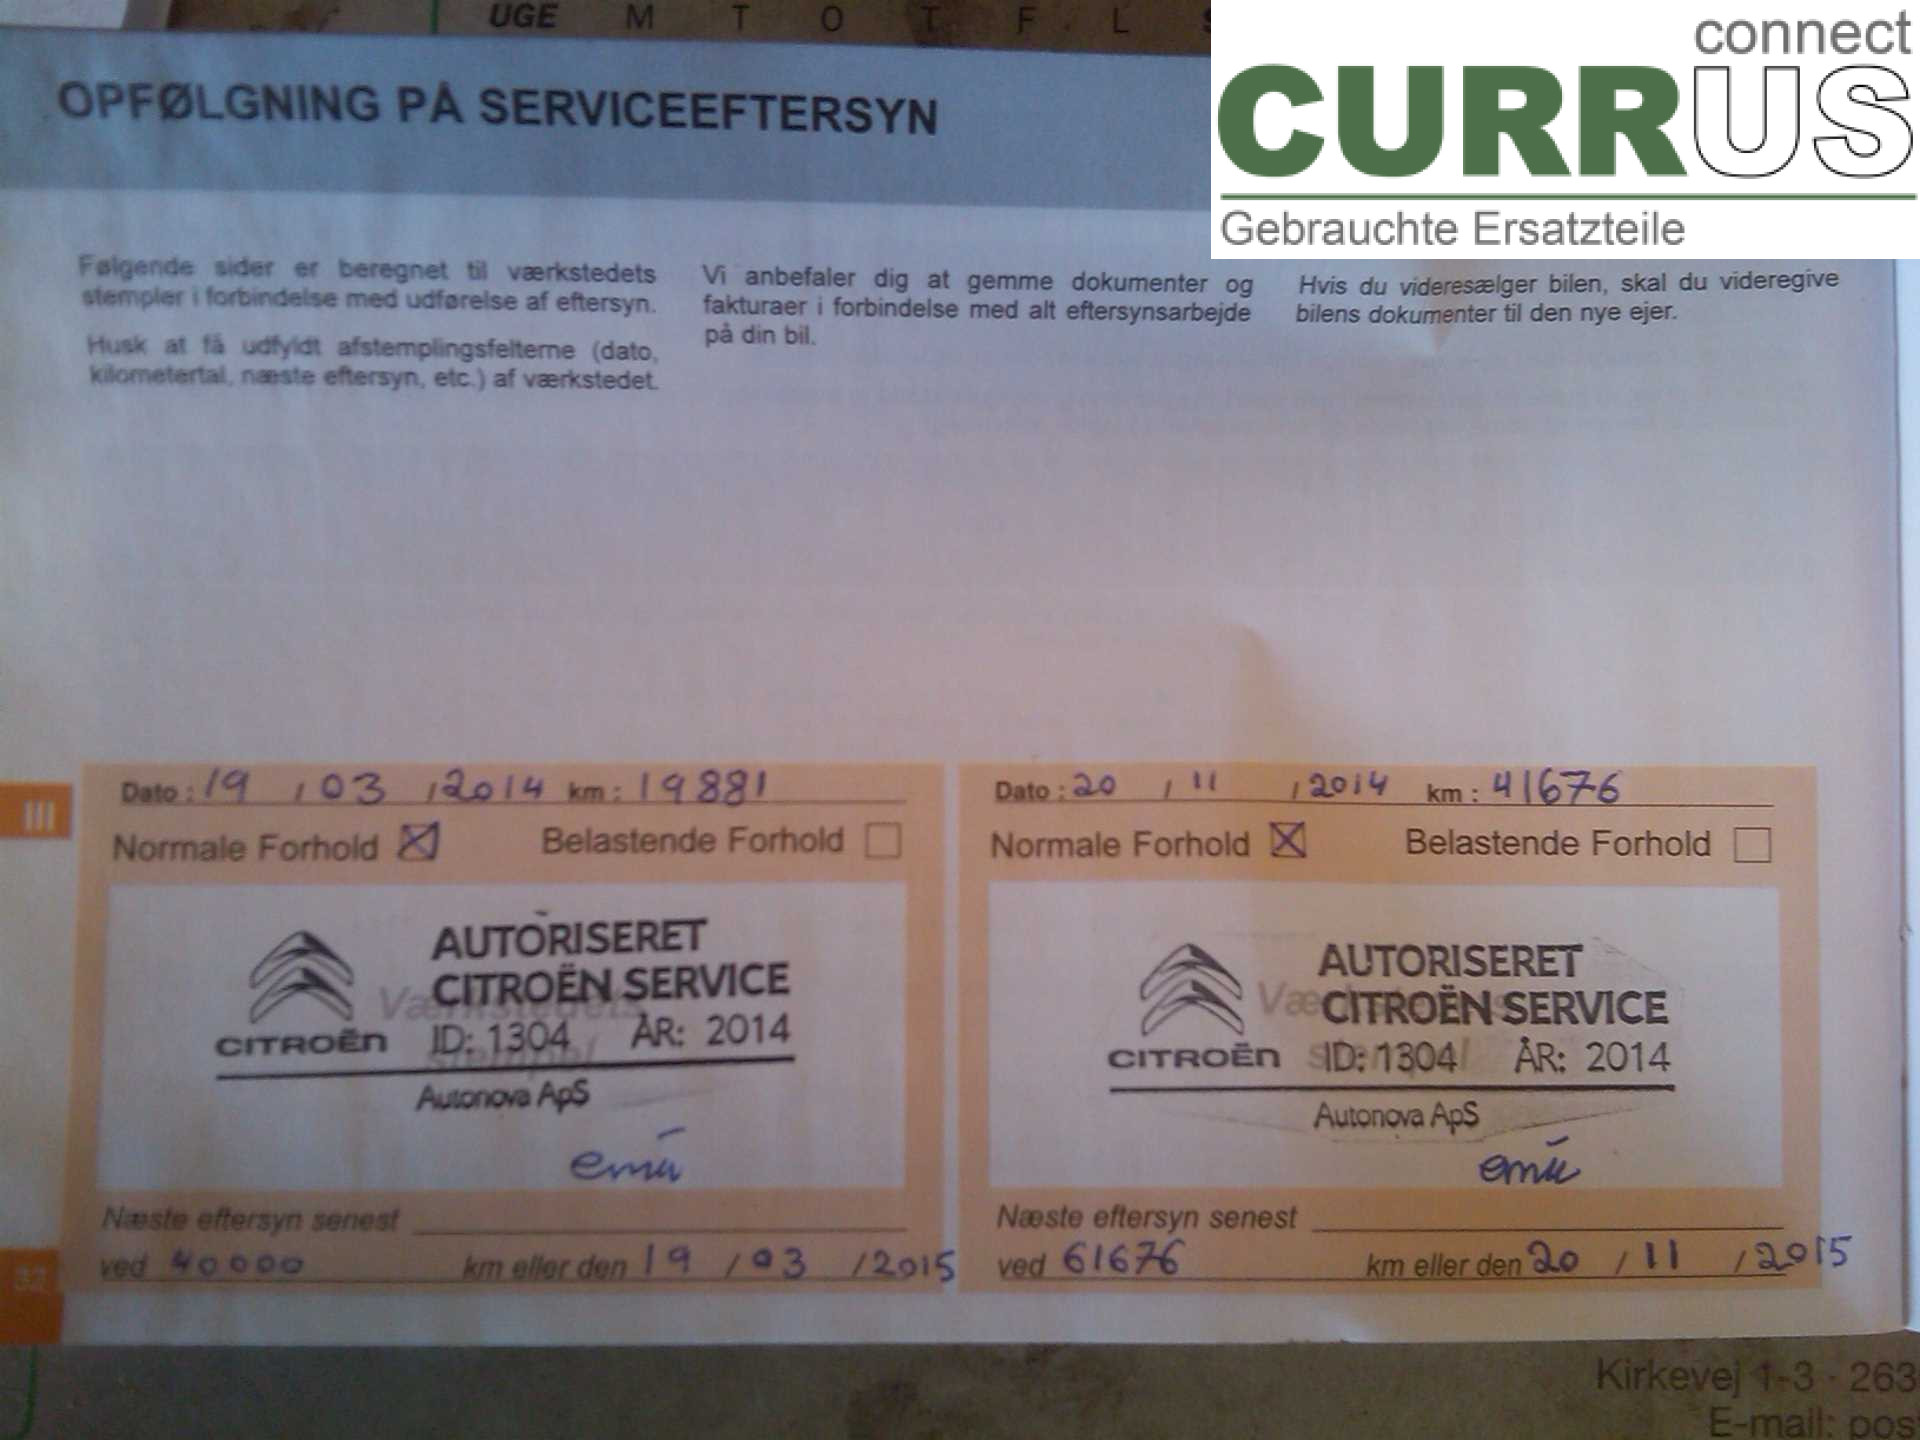 UGE M T O T F L
connect
CURRUS
Gebrauchte Ersatzteile
OPFØLGNING PÅ SERVICEEFTERSYN
Følgende sider er beregnet til værkstedets
stempler i forbindelse med udførelse af eftersyn.
Husk at få udfyldt afstemplingsfelterne (dato,
kilometertal, næste eftersyn, etc.) af værkstedet.
Vi anbefaler dig at gemme dokumenter og
fakturaer i forbindelse med alt eftersynsarbejde
på din bil.
Hvis du videresælger bilen, skal du videregive
bilens dokumenter til den nye ejer.
III
Dato : 19 / 03 / 2014 km : 19881
Normale Forhold Belastende Forhold
AUTORISERET
CITROËN SERVICE
Værkstedets
stempel
CITROËN ID: 1304 ÅR: 2014
Autonova ApS
Næste eftersyn senest
ved 40000 km eller den 19 / 03 / 2015
Dato : 20 / 11 / 2014 km : 41676
Normale Forhold Belastende Forhold
AUTORISERET
CITROËN SERVICE
CITROËN ID: 1304 ÅR: 2014
Autonova ApS
Næste eftersyn senest
ved 61676 km eller den 20 / 11 / 2015
32
Kirkevej 1-3 · 263
E-mail: pos